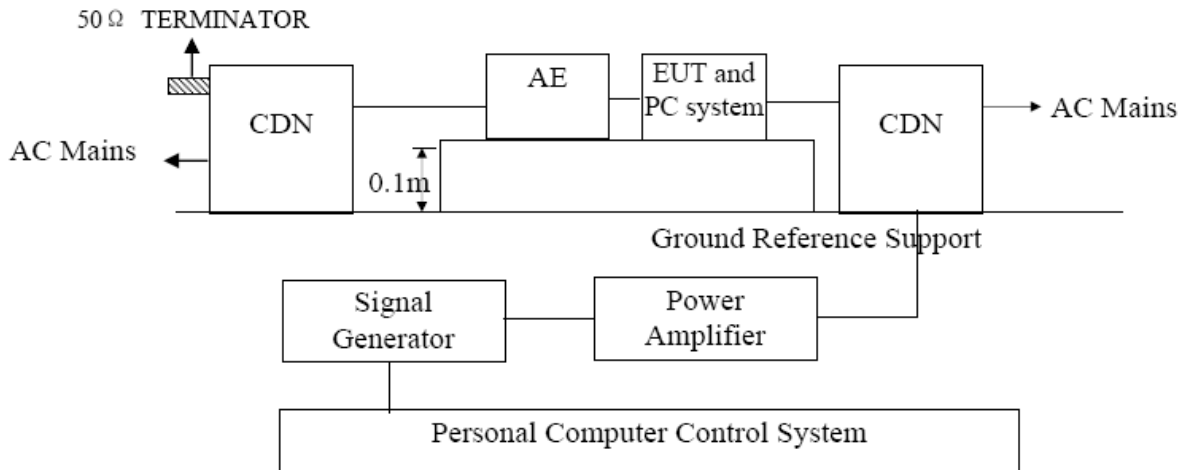 50Ω TERMINATOR
AE
EUT and
PC system
CDN
CDN
AC Mains
AC Mains
0.1m
Ground Reference Support
Signal
Generator
Power
Amplifier
Personal Computer Control System